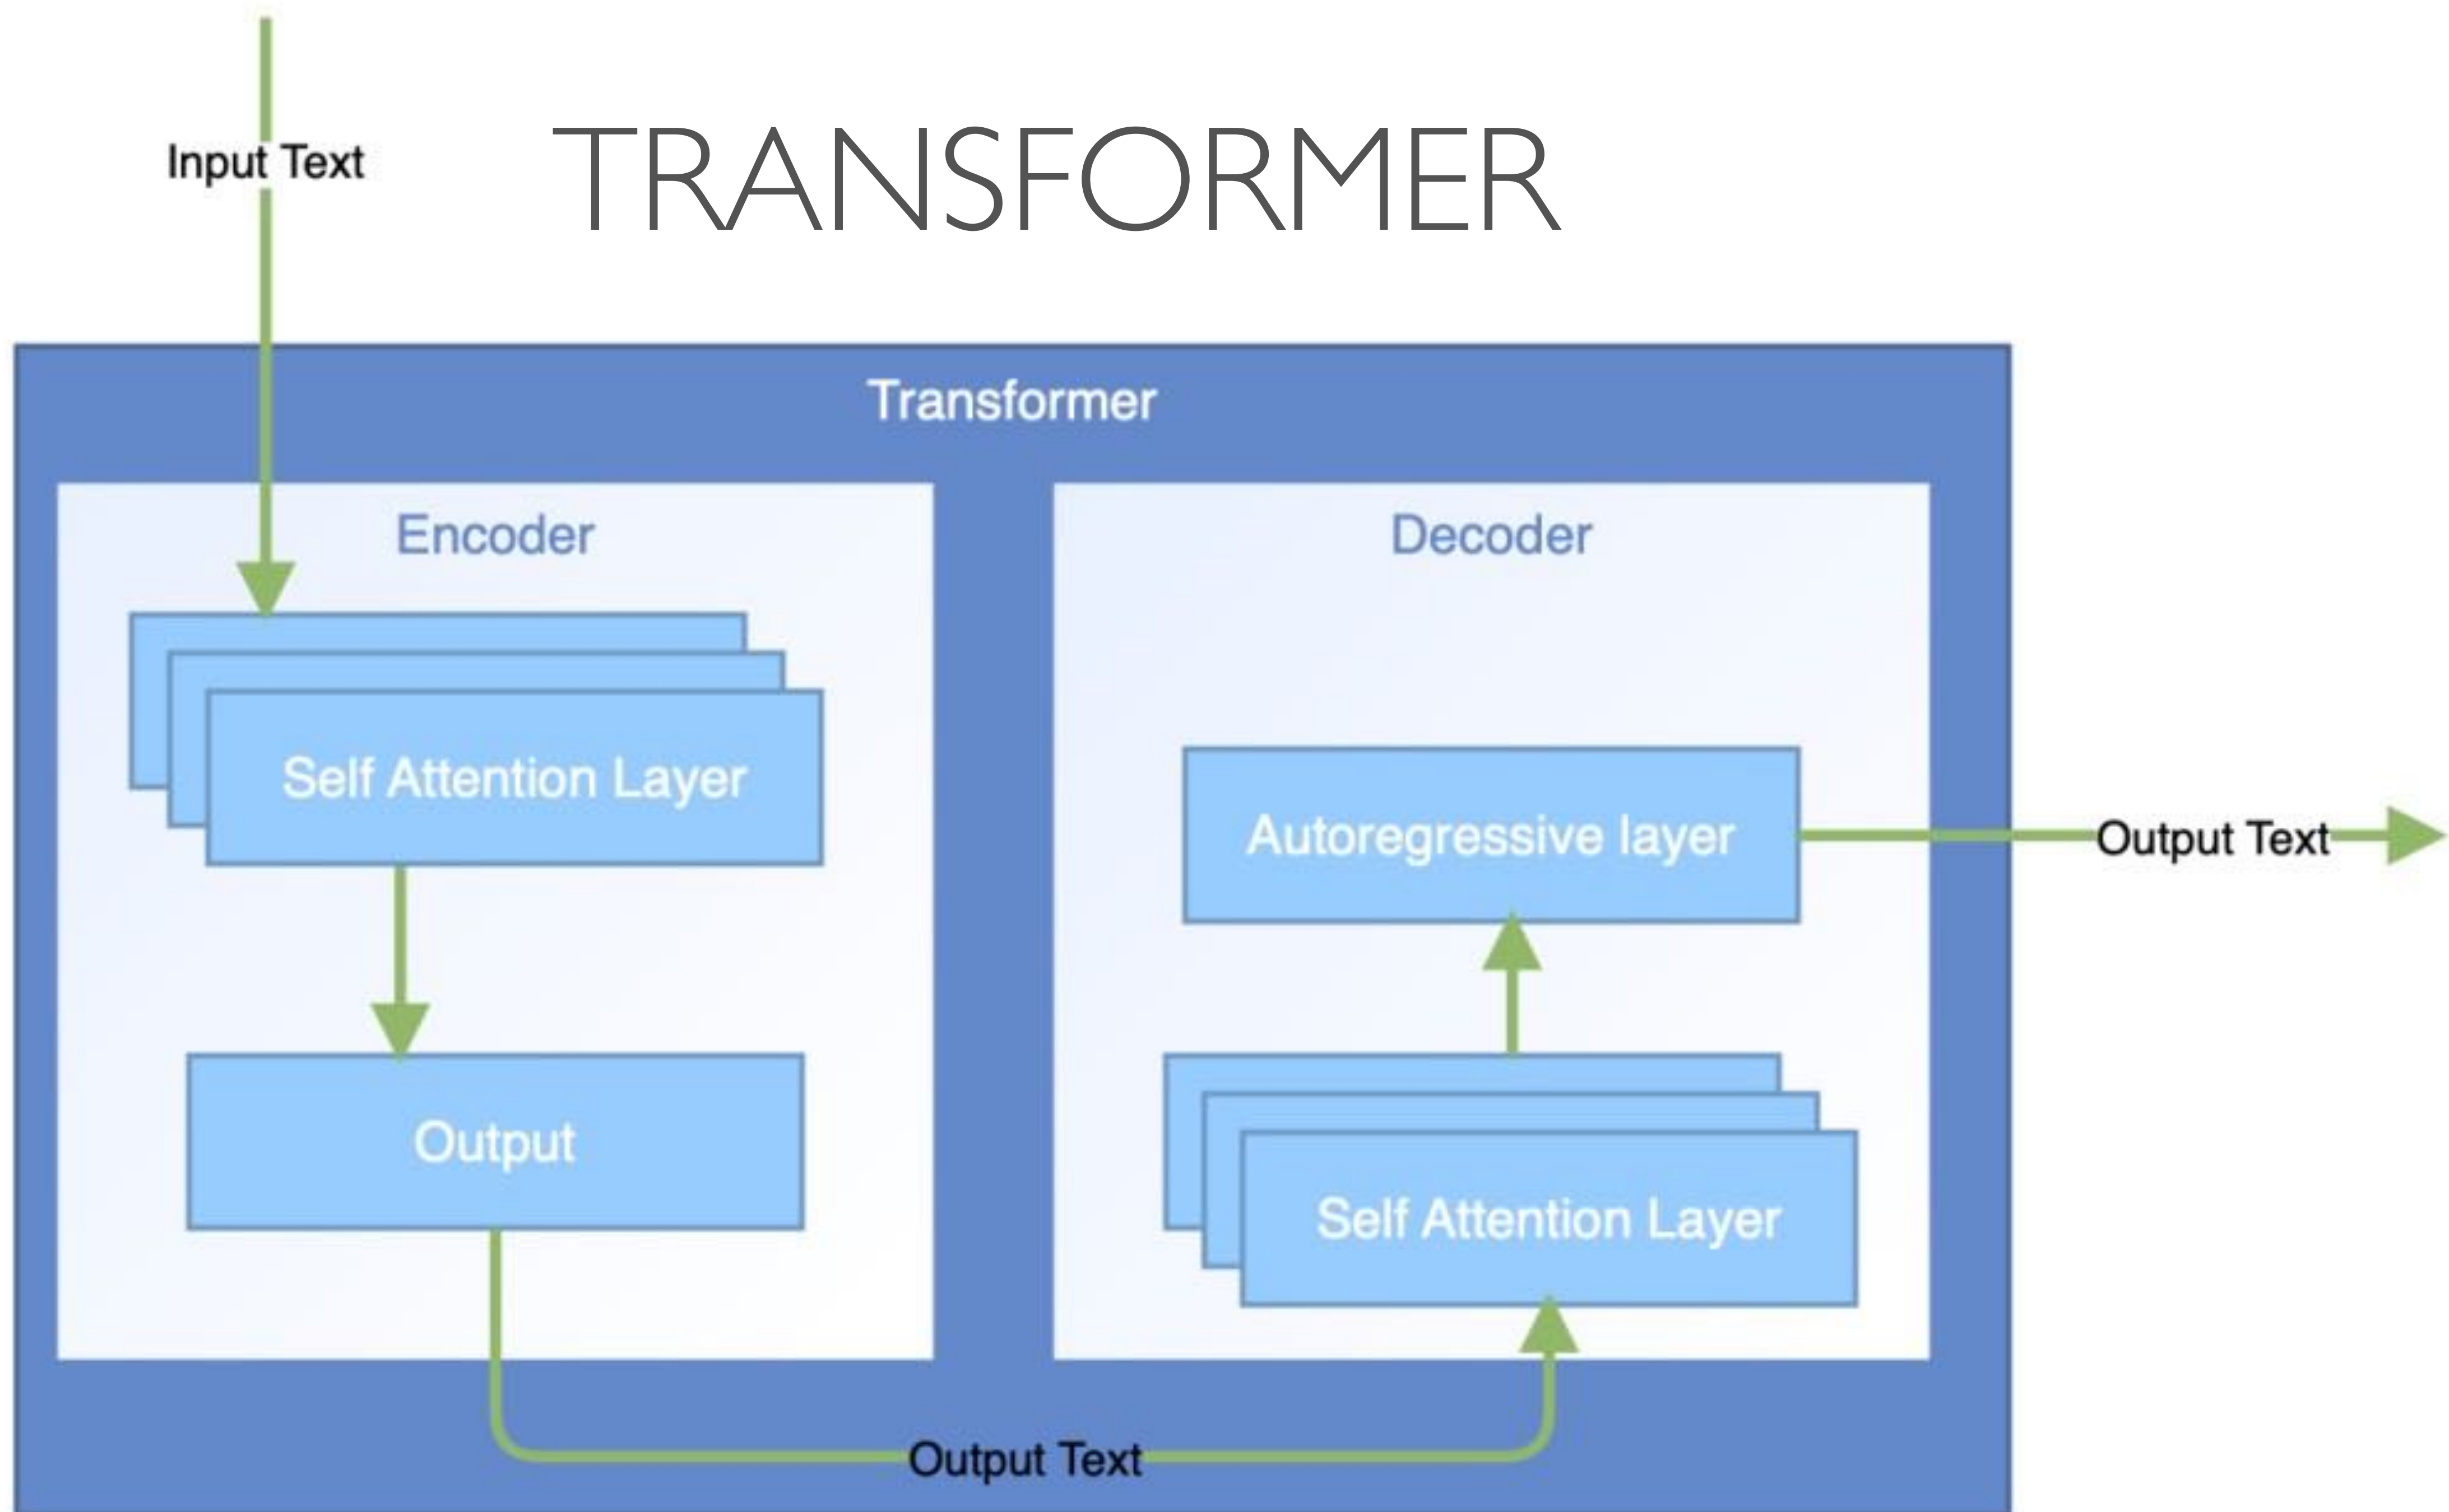 Input Text
TRANSFORMER
Transformer
Encoder
Self Attention Layer
Output
Output Text
Decoder
Autoregressive layer
Self Attention Layer
Output Text